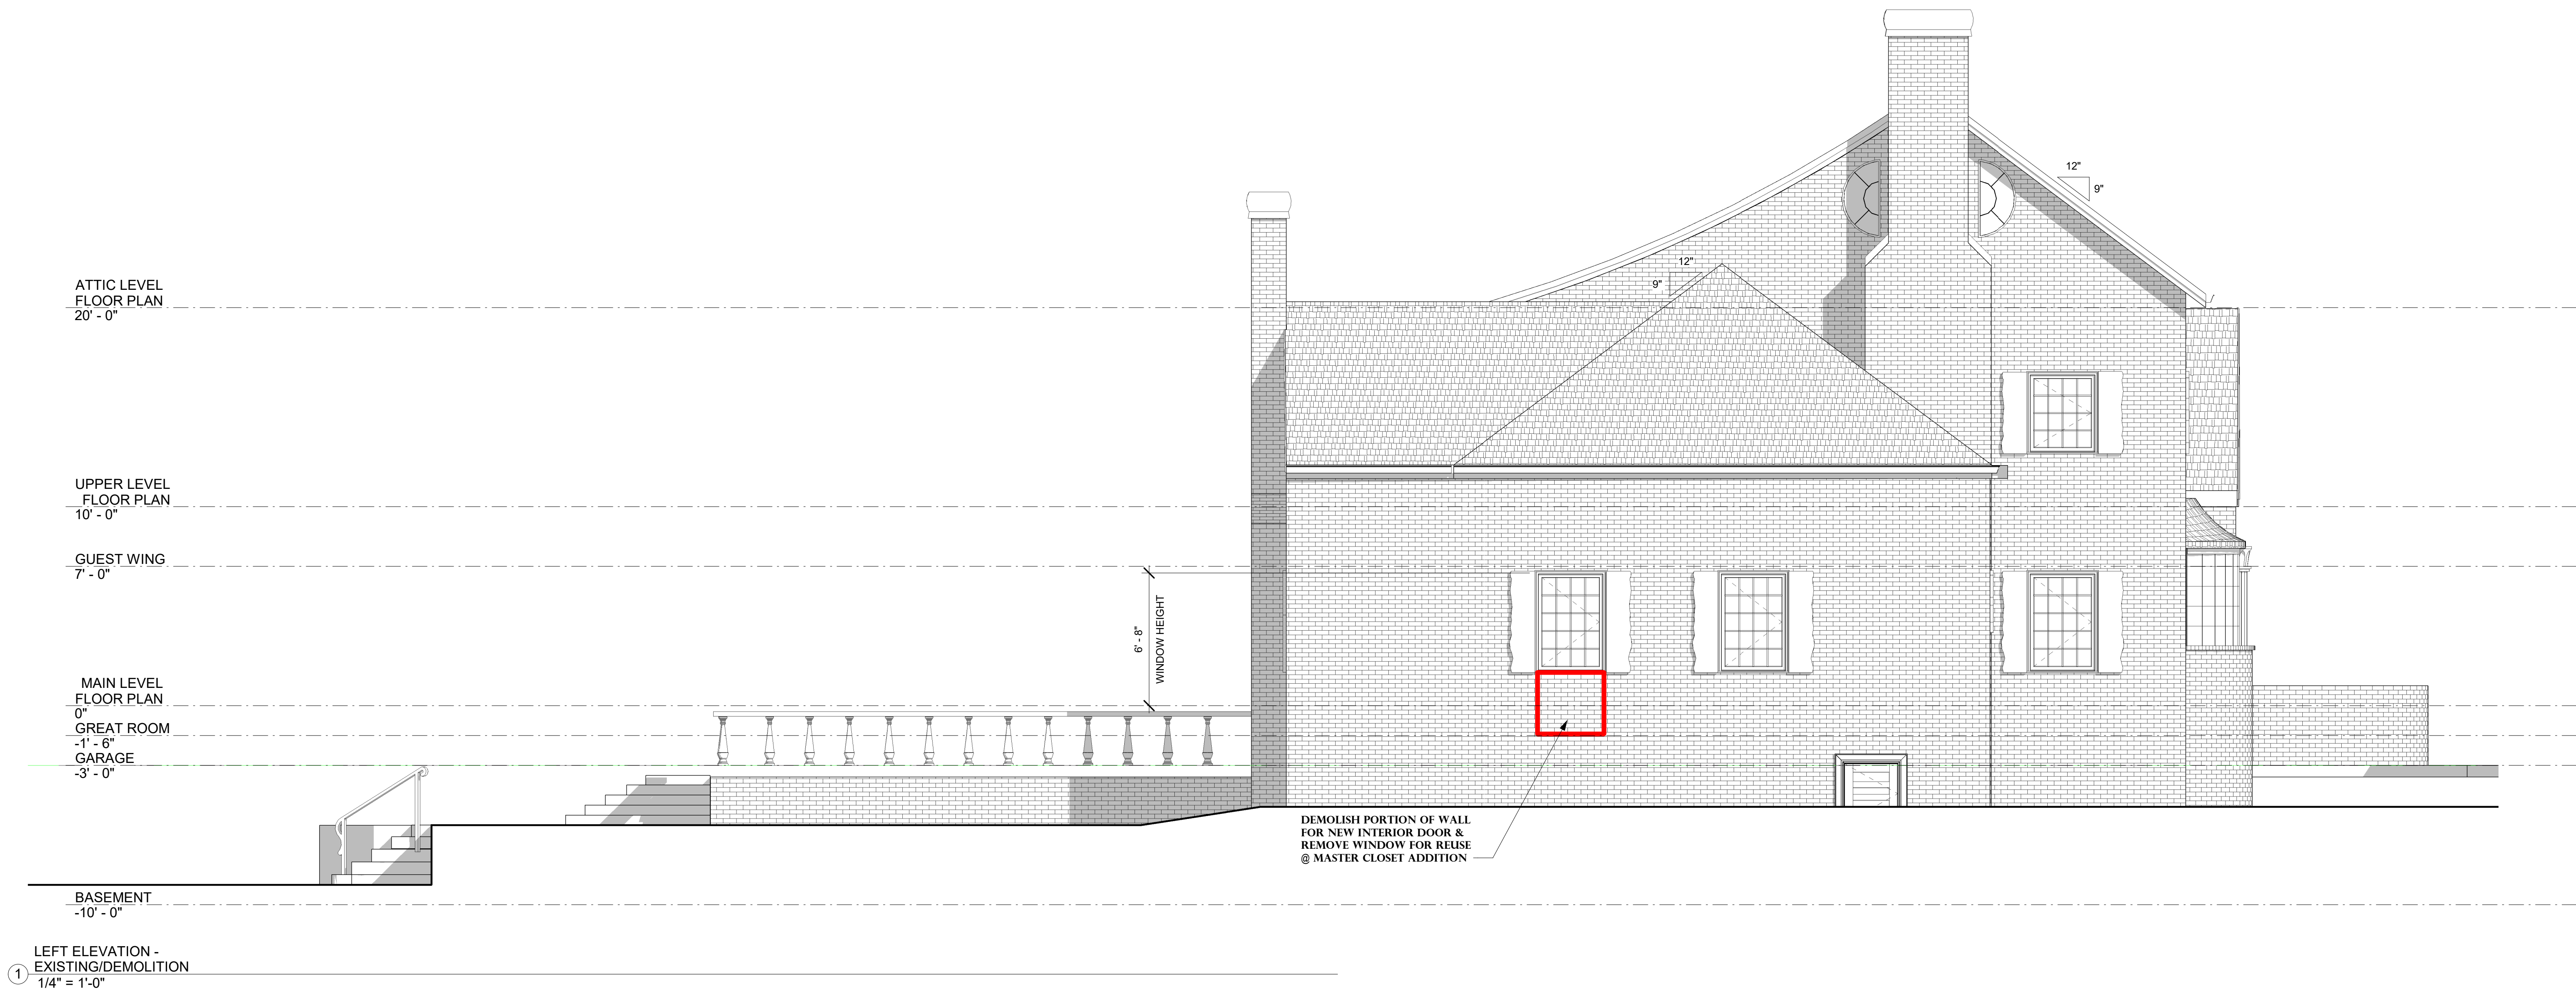 12"
9"
12"
9"
ATTIC LEVEL
FLOOR PLAN
20' - 0"
UPPER LEVEL
FLOOR PLAN
10' - 0"
GUEST WING
7' - 0"
6' - 8"
WINDOW HEIGHT
MAIN LEVEL
FLOOR PLAN
0"
GREAT ROOM
-1' - 6"
GARAGE
-3' - 0"
DEMOLISH PORTION OF WALL
FOR NEW INTERIOR DOOR &
REMOVE WINDOW FOR REUSE
@ MASTER CLOSET ADDITION
BASEMENT
-10' - 0"
1
LEFT ELEVATION -
EXISTING/DEMOLITION
1/4" = 1'-0"